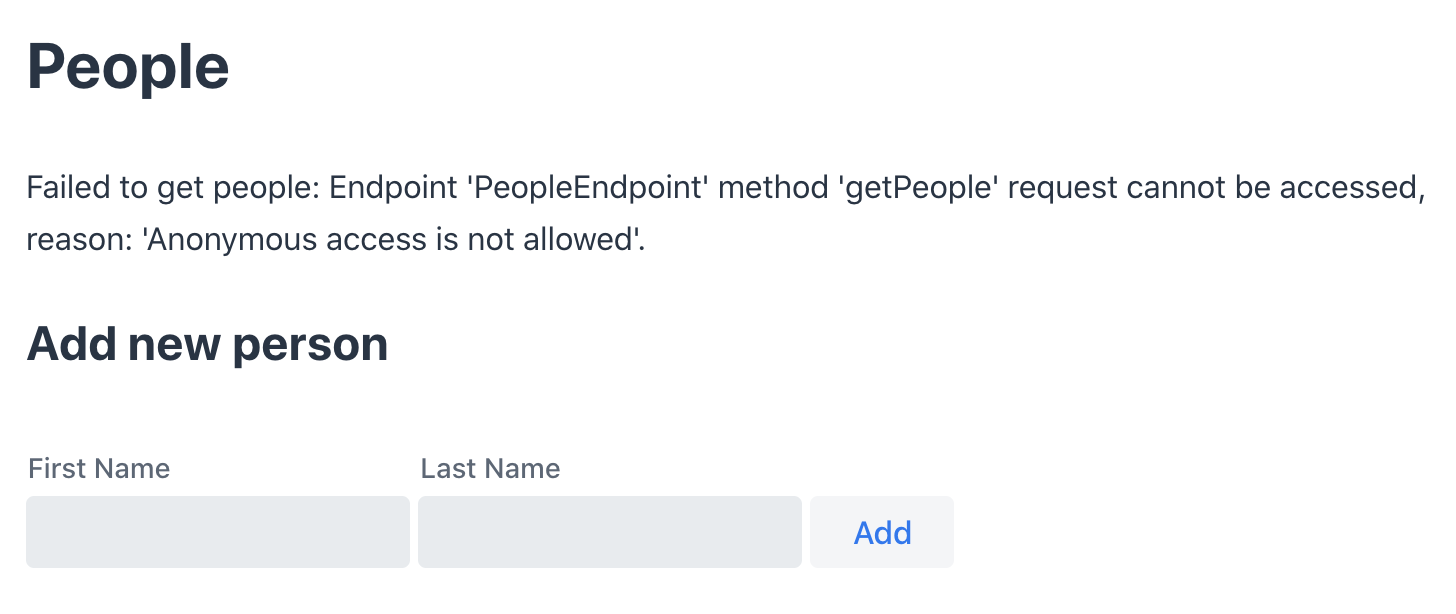 People
Failed to get people: Endpoint 'PeopleEndpoint' method 'getPeople' request cannot be accessed,
reason: 'Anonymous access is not allowed'.
Add new person
First Name Last Name
Add